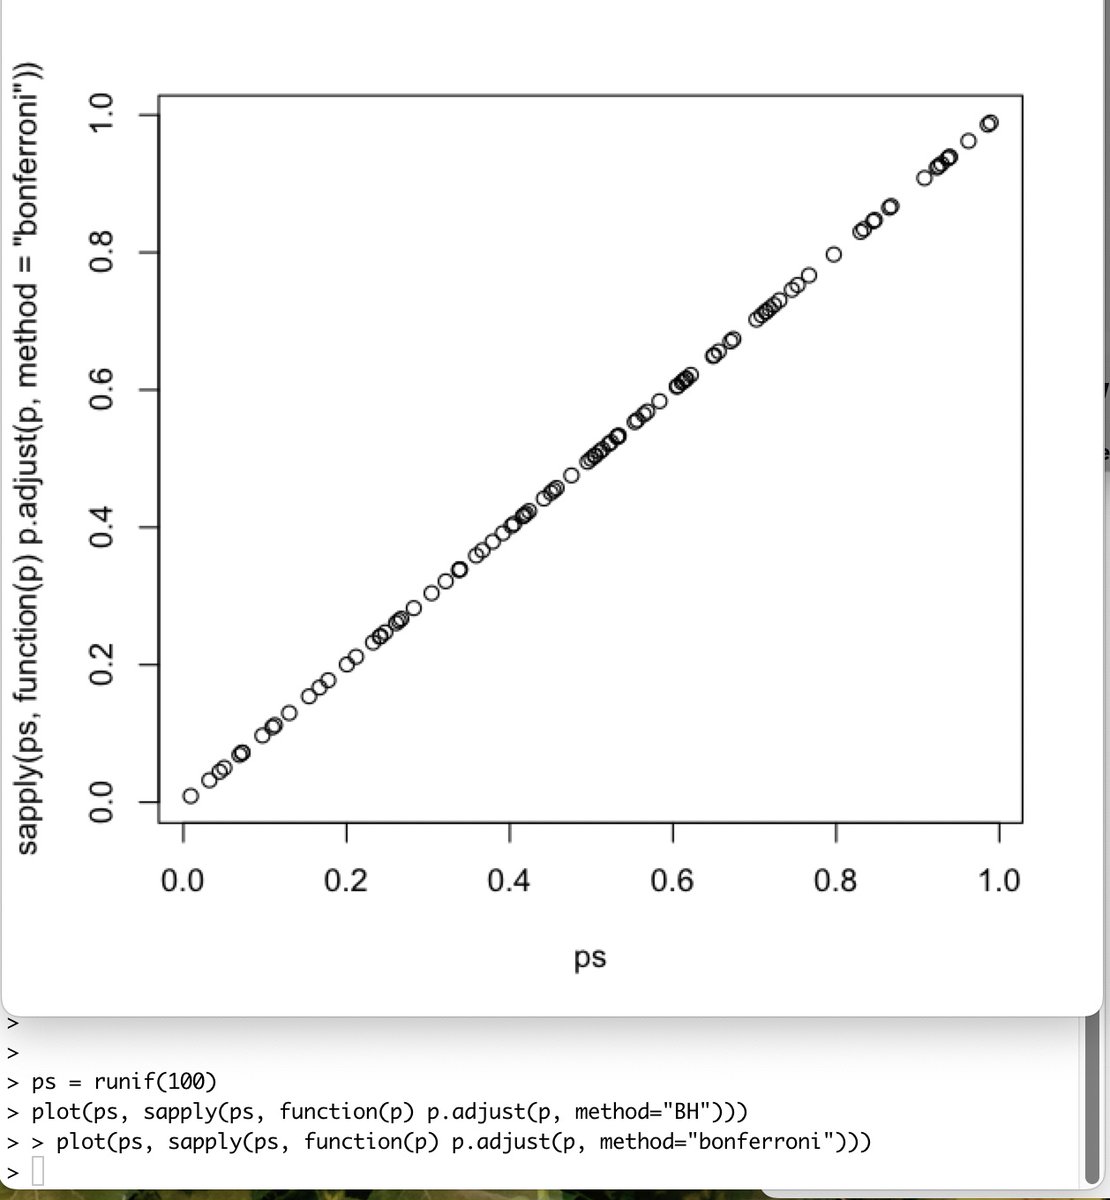 sapply(ps, function(p) p.adjust(p, method = "bonferroni"))
1.0
0.8
0.6
0.4
0.2
0.0
0.0 0.2 0.4 0.6 0.8 1.0
ps
>
>
> ps = runif(100)
> plot(ps, sapply(ps, function(p) p.adjust(p, method="BH")))
> > plot(ps, sapply(ps, function(p) p.adjust(p, method="bonferroni")))
>